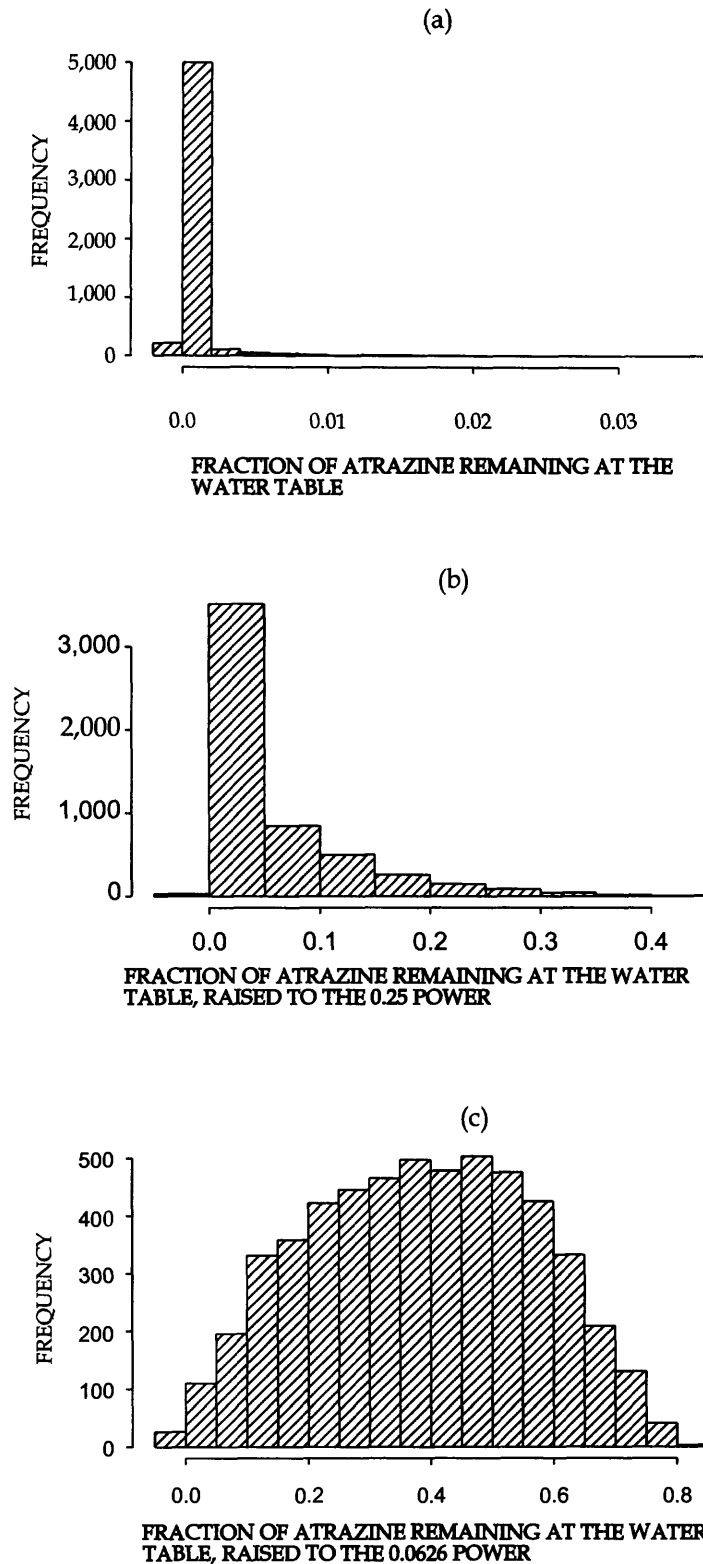 (a)
FREQUENCY
5,000
4,000
3,000
2,000
1,000
0
0.0 0.01 0.02 0.03
FRACTION OF ATRAZINE REMAINING AT THE
WATER TABLE
(b)
FREQUENCY
3,000
2,000
1,000
0
0.0 0.1 0.2 0.3 0.4
FRACTION OF ATRAZINE REMAINING AT THE WATER
TABLE, RAISED TO THE 0.25 POWER
(c)
FREQUENCY
500
400
300
200
100
0
0.0 0.2 0.4 0.6 0.8
FRACTION OF ATRAZINE REMAINING AT THE WATER
TABLE, RAISED TO THE 0.0626 POWER